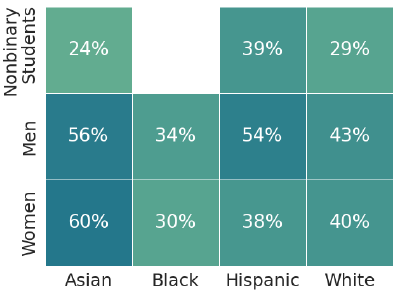 Nonbinary
Students
24%
39%
29%
Men
56%
34%
54%
43%
Women
60%
30%
38%
40%
Asian
Black
Hispanic
White